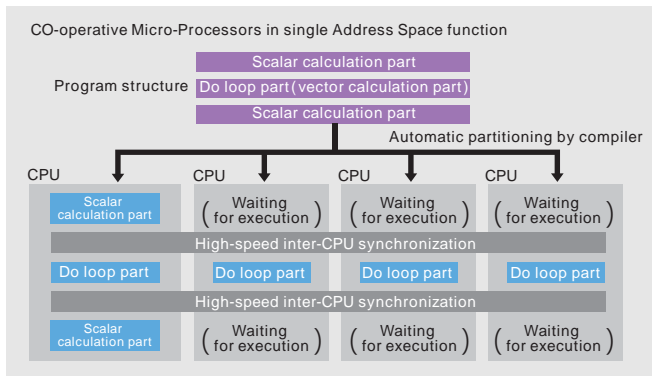 CO-operative Micro-Processors in single Address Space function
Scalar calculation part
Program structure
Do loop part(vector calculation part)
Scalar calculation part
Automatic partitioning by compiler
CPU CPU CPU CPU
Scalar
calculation part
(Waiting
for execution)
(Waiting
for execution)
(Waiting
for execution)
High-speed inter-CPU synchronization
Do loop part Do loop part Do loop part Do loop part
High-speed inter-CPU synchronization
Scalar
calculation part
(Waiting
for execution)
(Waiting
for execution)
(Waiting
for execution)